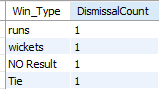 Win_Type DismissalCount
runs 1
wickets 1
NO Result 1
Tie 1